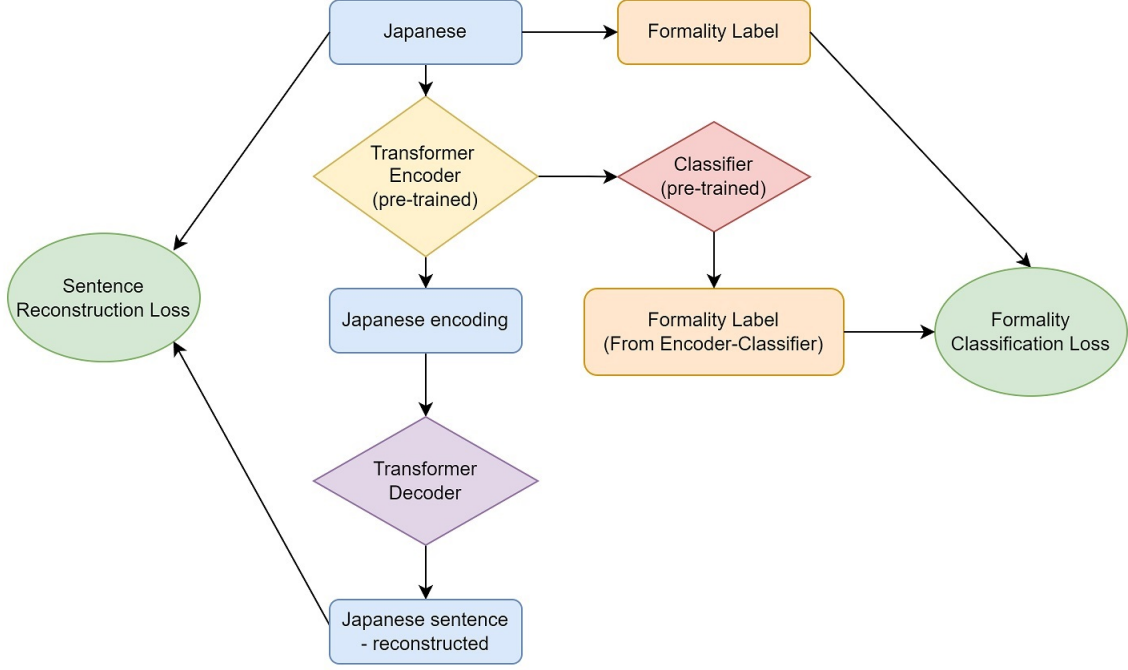 Japanese
Formality Label
Transformer
Encoder
(pre-trained)
Classifier
(pre-trained)
Sentence
Reconstruction Loss
Japanese encoding
Formality Label
(From Encoder-Classifier)
Formality
Classification Loss
Transformer
Decoder
Japanese sentence
- reconstructed